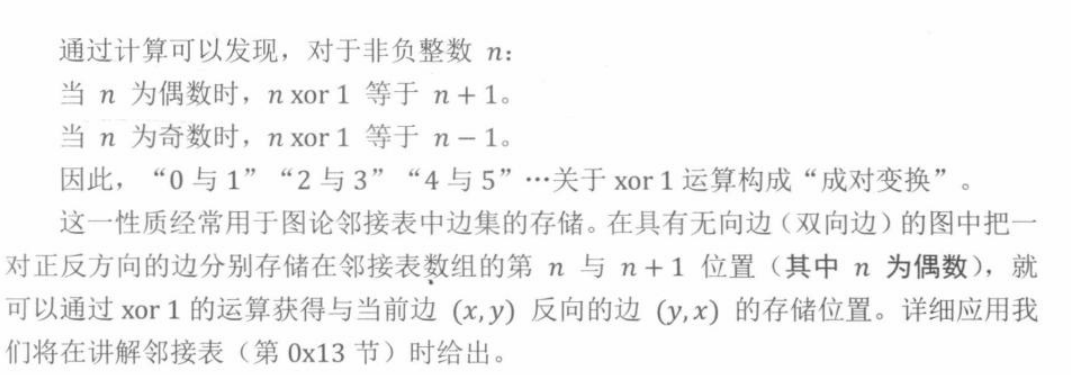 通过计算可以发现，对于非负整数 n：
当 n 为偶数时，n xor 1 等于 n + 1。
当 n 为奇数时，n xor 1 等于 n − 1。
因此，“0 与 1”“2 与 3”“4 与 5”…关于 xor 1 运算构成“成对变换”。
这一性质经常用于图论邻接表中边集的存储。在具有无向边（双向边）的图中把一
对正反方向的边分别存储在邻接表数组的第 n 与 n + 1 位置（其中 n 为偶数），就
可以通过 xor 1 的运算获得与当前边 (x, y) 反向的边 (y, x) 的存储位置。详细应用我
们将在讲解邻接表（第 0x13 节）时给出。